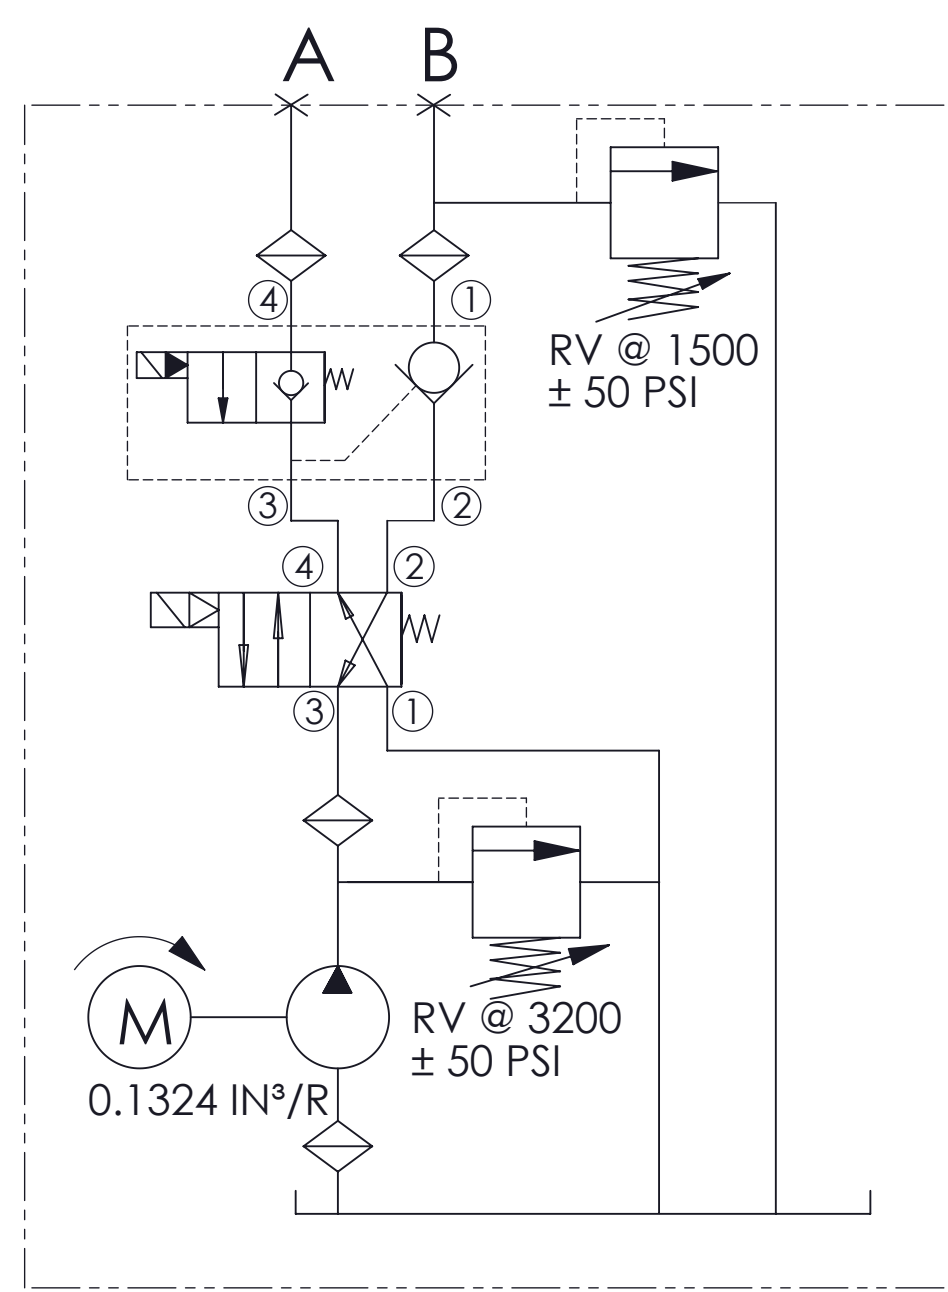 A B
④ ①
RV @ 1500
± 50 PSI
③ ②
④ ②
③ ①
RV @ 3200
± 50 PSI
M
0.1324 IN³/R